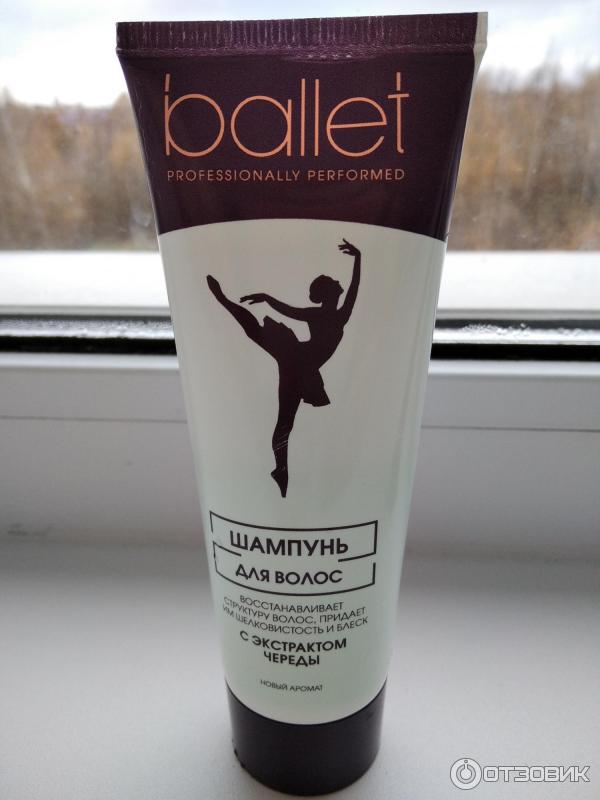 ballet
PROFESSIONALLY PERFORMED
ШАМПУНЬ
ДЛЯ ВОЛОС
ВОССТАНАВЛИВАЕТ
СТРУКТУРУ ВОЛОС, ПРИДАЕТ
ИМ ШЕЛКОВИСТОСТЬ И БЛЕСК
С ЭКСТРАКТОМ
ЧЕРЕДЫ
НОВЫЙ АРОМАТ
ОТЗОВИК